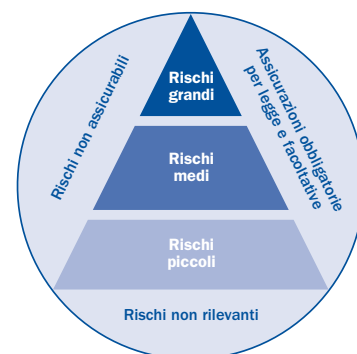 Rischi
grandi
Rischi non assicurabili
Assicurazioni obbligatorie
per legge e facoltative
Rischi
medi
Rischi
piccoli
Rischi non rilevanti